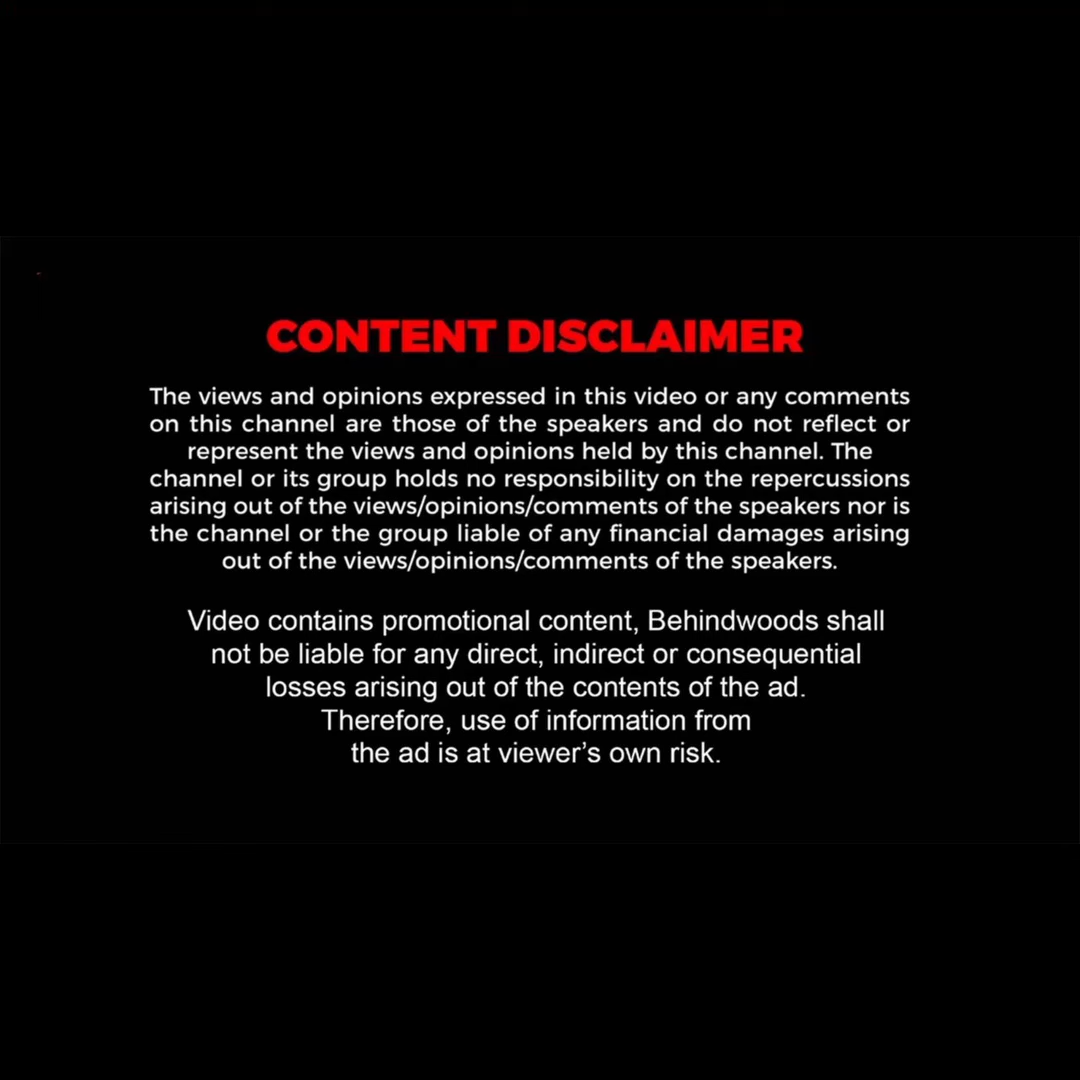 CONTENT DISCLAIMER
The views and opinions expressed in this video or any comments
on this channel are those of the speakers and do not reflect or
represent the views and opinions held by this channel. The
channel or its group holds no responsibility on the repercussions
arising out of the views/opinions/comments of the speakers nor is
the channel or the group liable of any financial damages arising
out of the views/opinions/comments of the speakers.
Video contains promotional content, Behindwoods shall
not be liable for any direct, indirect or consequential
losses arising out of the contents of the ad.
Therefore, use of information from
the ad is at viewer’s own risk.